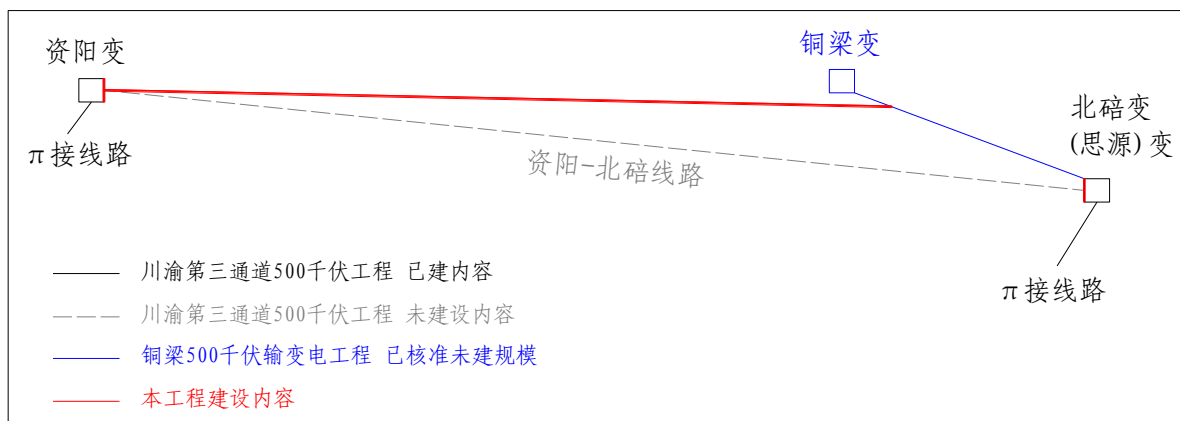 资阳变
铜梁变
北碚变
(思源) 变
π接线路
资阳-北碚线路
π接线路
川渝第三通道500千伏工程 已建内容
川渝第三通道500千伏工程 未建设内容
铜梁500千伏输变电工程 已核准未建规模
本工程建设内容